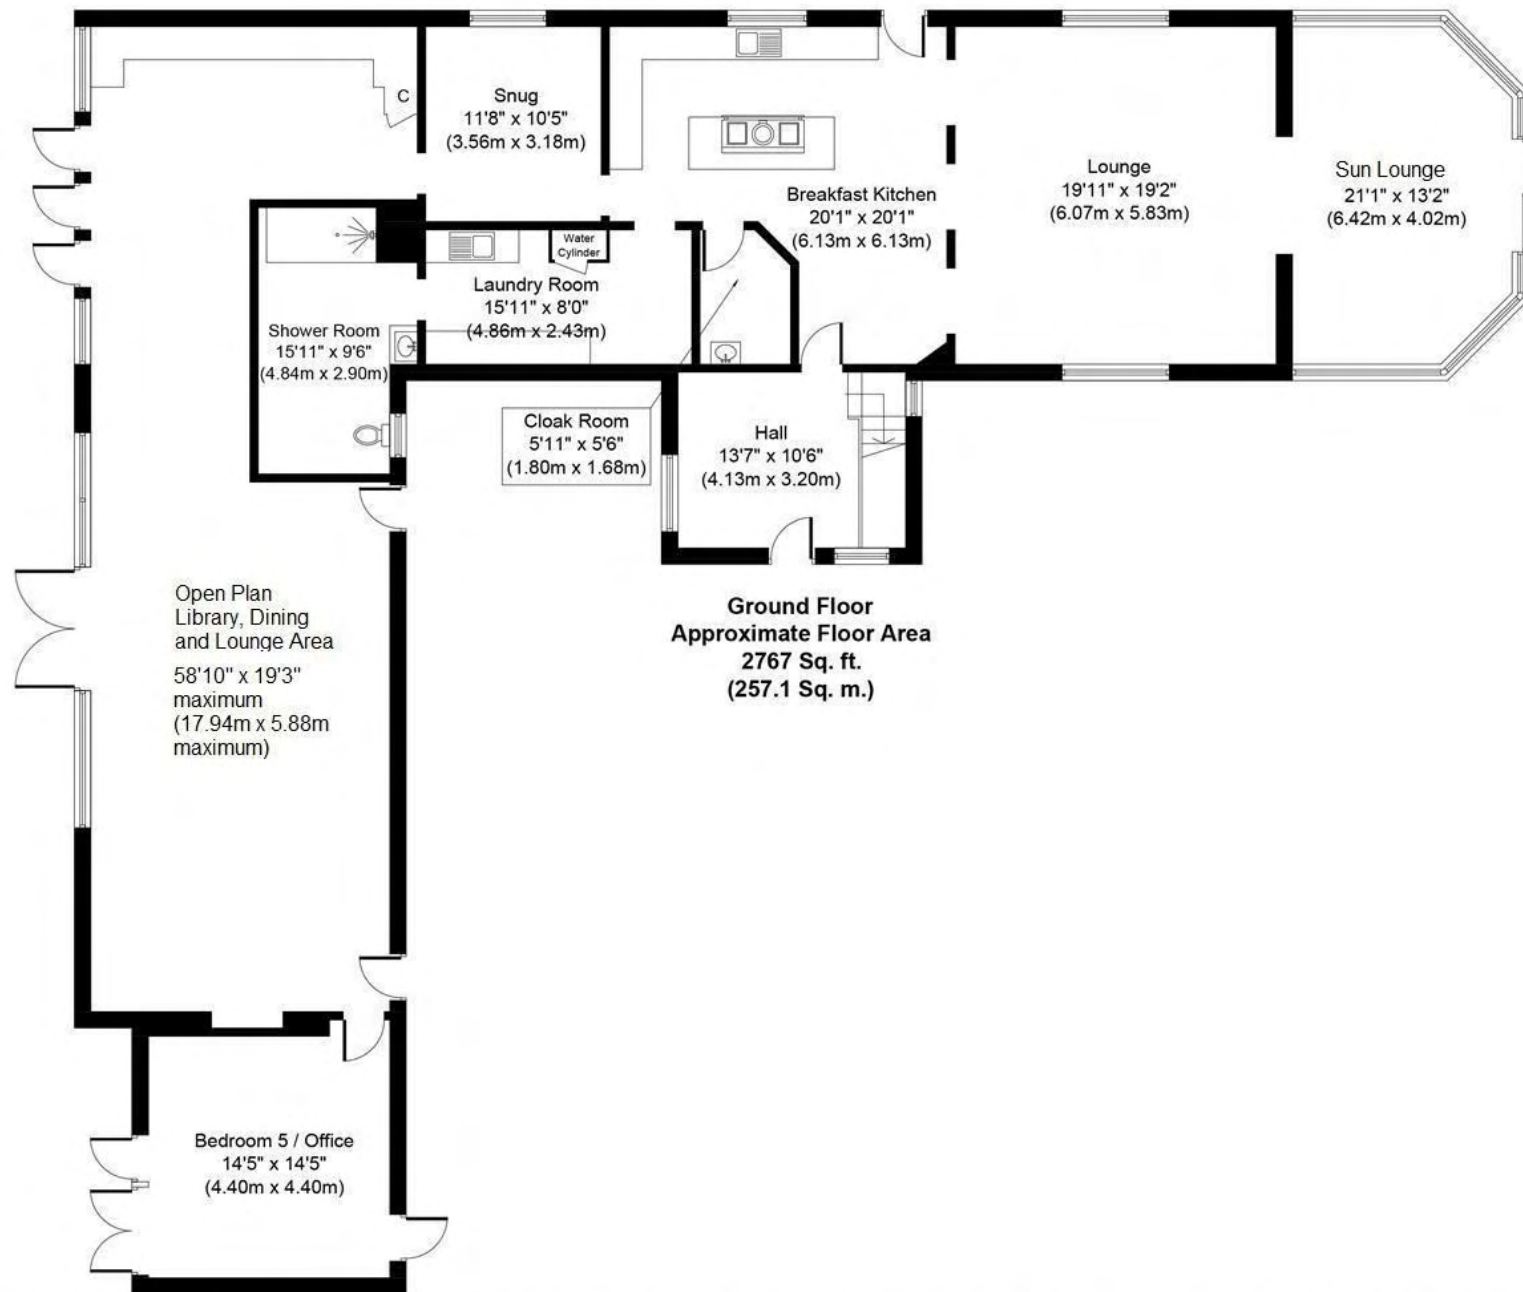 C
Snug
11'8" x 10'5"
(3.56m x 3.18m)
Breakfast Kitchen
20'1" x 20'1"
(6.13m x 6.13m)
Lounge
19'11" x 19'2"
(6.07m x 5.83m)
Sun Lounge
21'1" x 13'2"
(6.42m x 4.02m)
Water
Cylinder
Laundry Room
15'11" x 8'0"
(4.86m x 2.43m)
Shower Room
15'11" x 9'6"
(4.84m x 2.90m)
Cloak Room
5'11" x 5'6"
(1.80m x 1.68m)
Hall
13'7" x 10'6"
(4.13m x 3.20m)
Open Plan
Library, Dining
and Lounge Area
58'10" x 19'3"
maximum
(17.94m x 5.88m
maximum)
Ground Floor
Approximate Floor Area
2767 Sq. ft.
(257.1 Sq. m.)
Bedroom 5 / Office
14'5" x 14'5"
(4.40m x 4.40m)